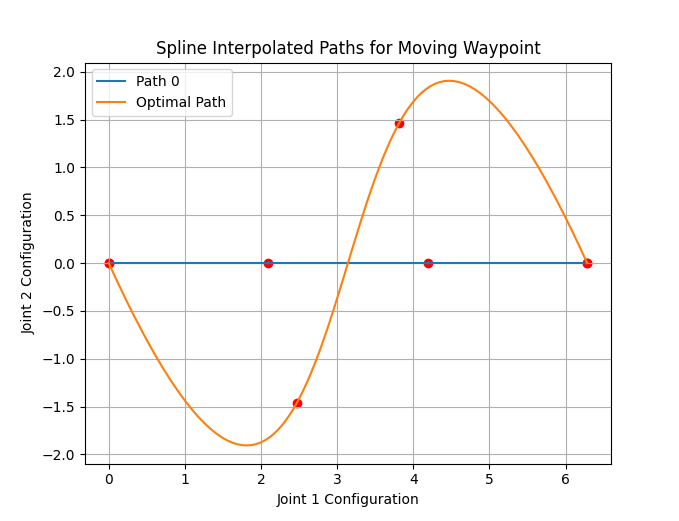 Spline Interpolated Paths for Moving Waypoint
Path 0
Optimal Path
2.0
1.5
1.0
0.5
0.0
−0.5
−1.0
−1.5
−2.0
Joint 2 Configuration
0 1 2 3 4 5 6
Joint 1 Configuration